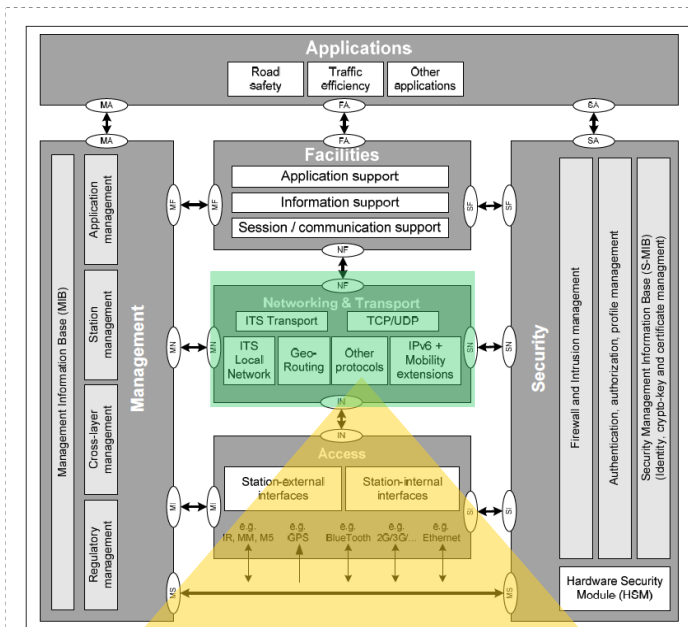 Applications
Road
safety
Traffic
efficiency
Other
applications
MA
FA
SA
MA
FA
SA
Management Information Base (MIB)
Application
management
Station
management
Cross-layer
management
Regulatory
management
Management
MF
MF
MN
MN
MI
MI
MS
Facilities
Application support
Information support
Session / communication support
NF
NF
Networking & Transport
ITS Transport
TCP/UDP
ITS
Local
Network
Geo-
Routing
Other
protocols
IPv6 +
Mobility
extensions
IN
IN
Access
Station-external
interfaces
Station-internal
interfaces
e.g.
IR, MM, M5
e.g.
GPS
e.g.
BlueTooth
e.g.
2G/3G/...
e.g.
Ethernet
SF
SF
SN
SN
SI
SI
MS
Security
Firewall and Intrusion management
Authentication, authorization, profile management
Security Management Information Base (S-MIB)
(Identity, crypto-key and certificate managment)
Hardware Security
Module (HSM)